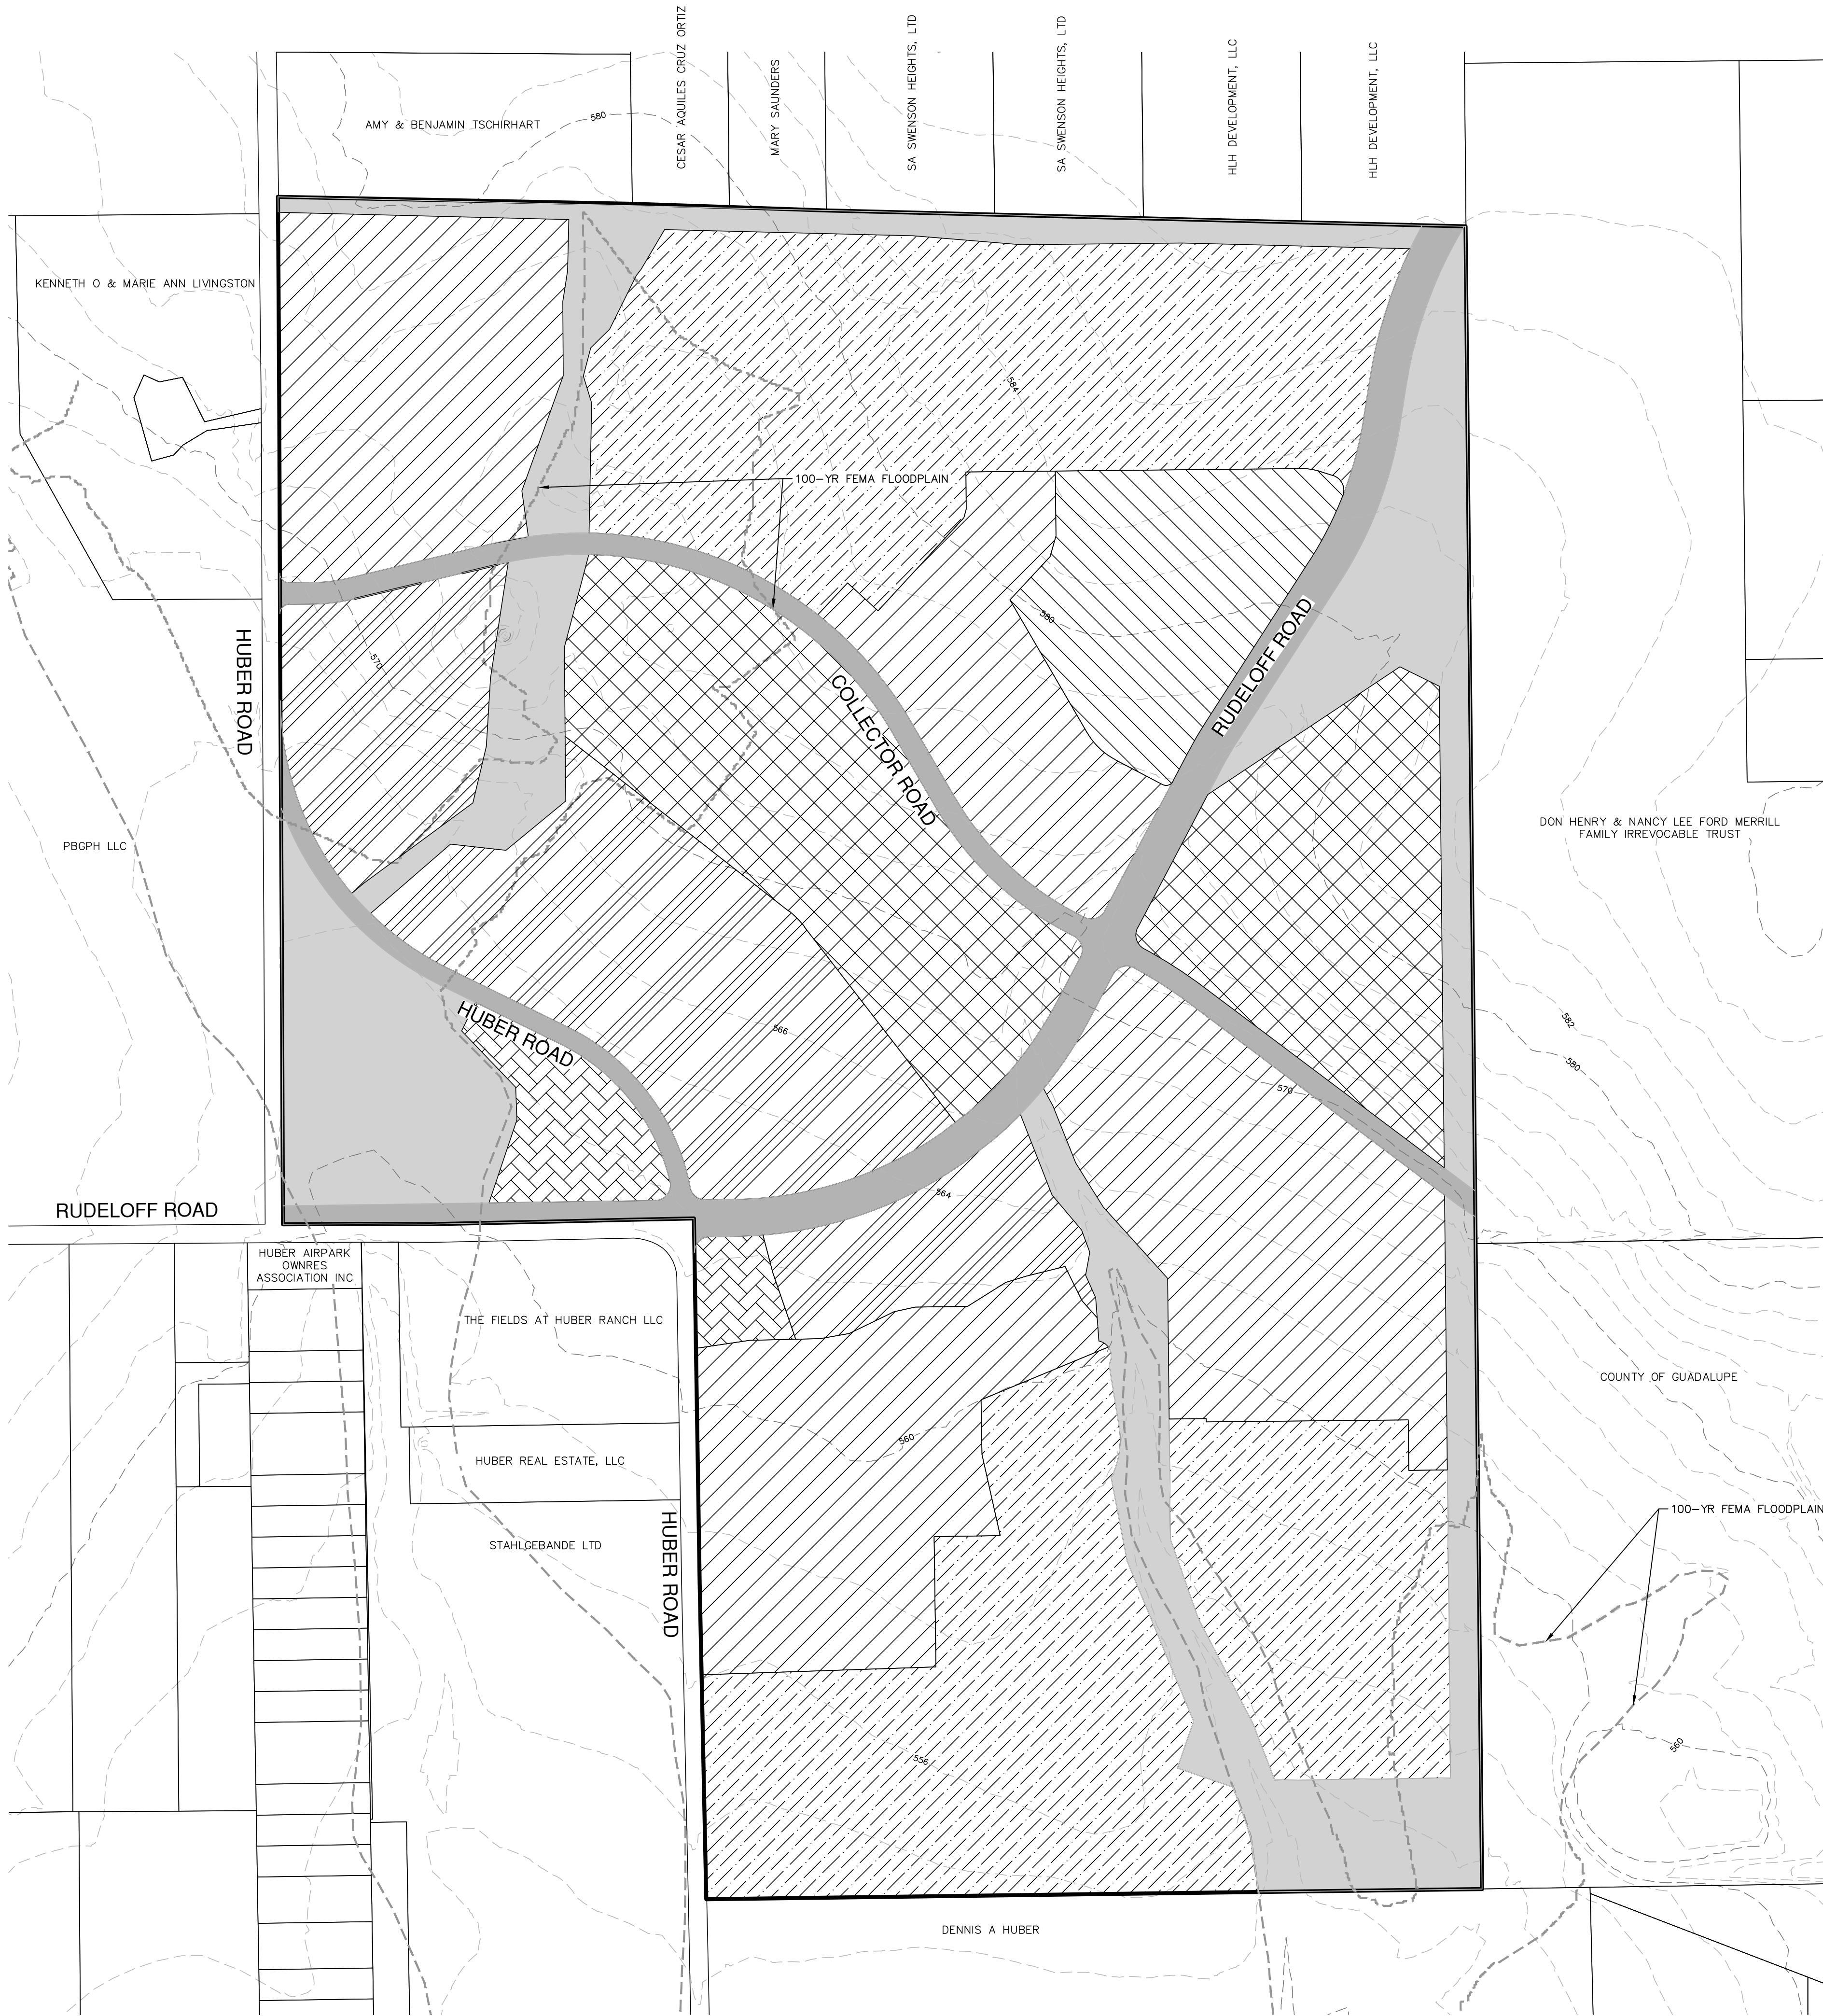 CESAR AQUILES CRUZ ORTIZ
MARY SAUNDERS
SA SWENSON HEIGHTS, LTD
SA SWENSON HEIGHTS, LTD
HLH DEVELOPMENT, LLC
HLH DEVELOPMENT, LLC
AMY & BENJAMIN TSCHIRHART
580
KENNETH O & MARIE ANN LIVINGSTON
584
100-YR FEMA FLOODPLAIN
580
HUBER ROAD
570
COLLECTOR ROAD
RUDELOFF ROAD
PBGPH LLC
DON HENRY & NANCY LEE FORD MERRILL
FAMILY IRREVOCABLE TRUST
HUBER ROAD
566
582
580
570
RUDELOFF ROAD
564
HUBER AIRPARK
OWNRES
ASSOCIATION INC
THE FIELDS AT HUBER RANCH LLC
COUNTY OF GUADALUPE
560
HUBER REAL ESTATE, LLC
100-YR FEMA FLOODPLAIN
STAHLGEBANDE LTD
HUBER ROAD
556
560
DENNIS A HUBER